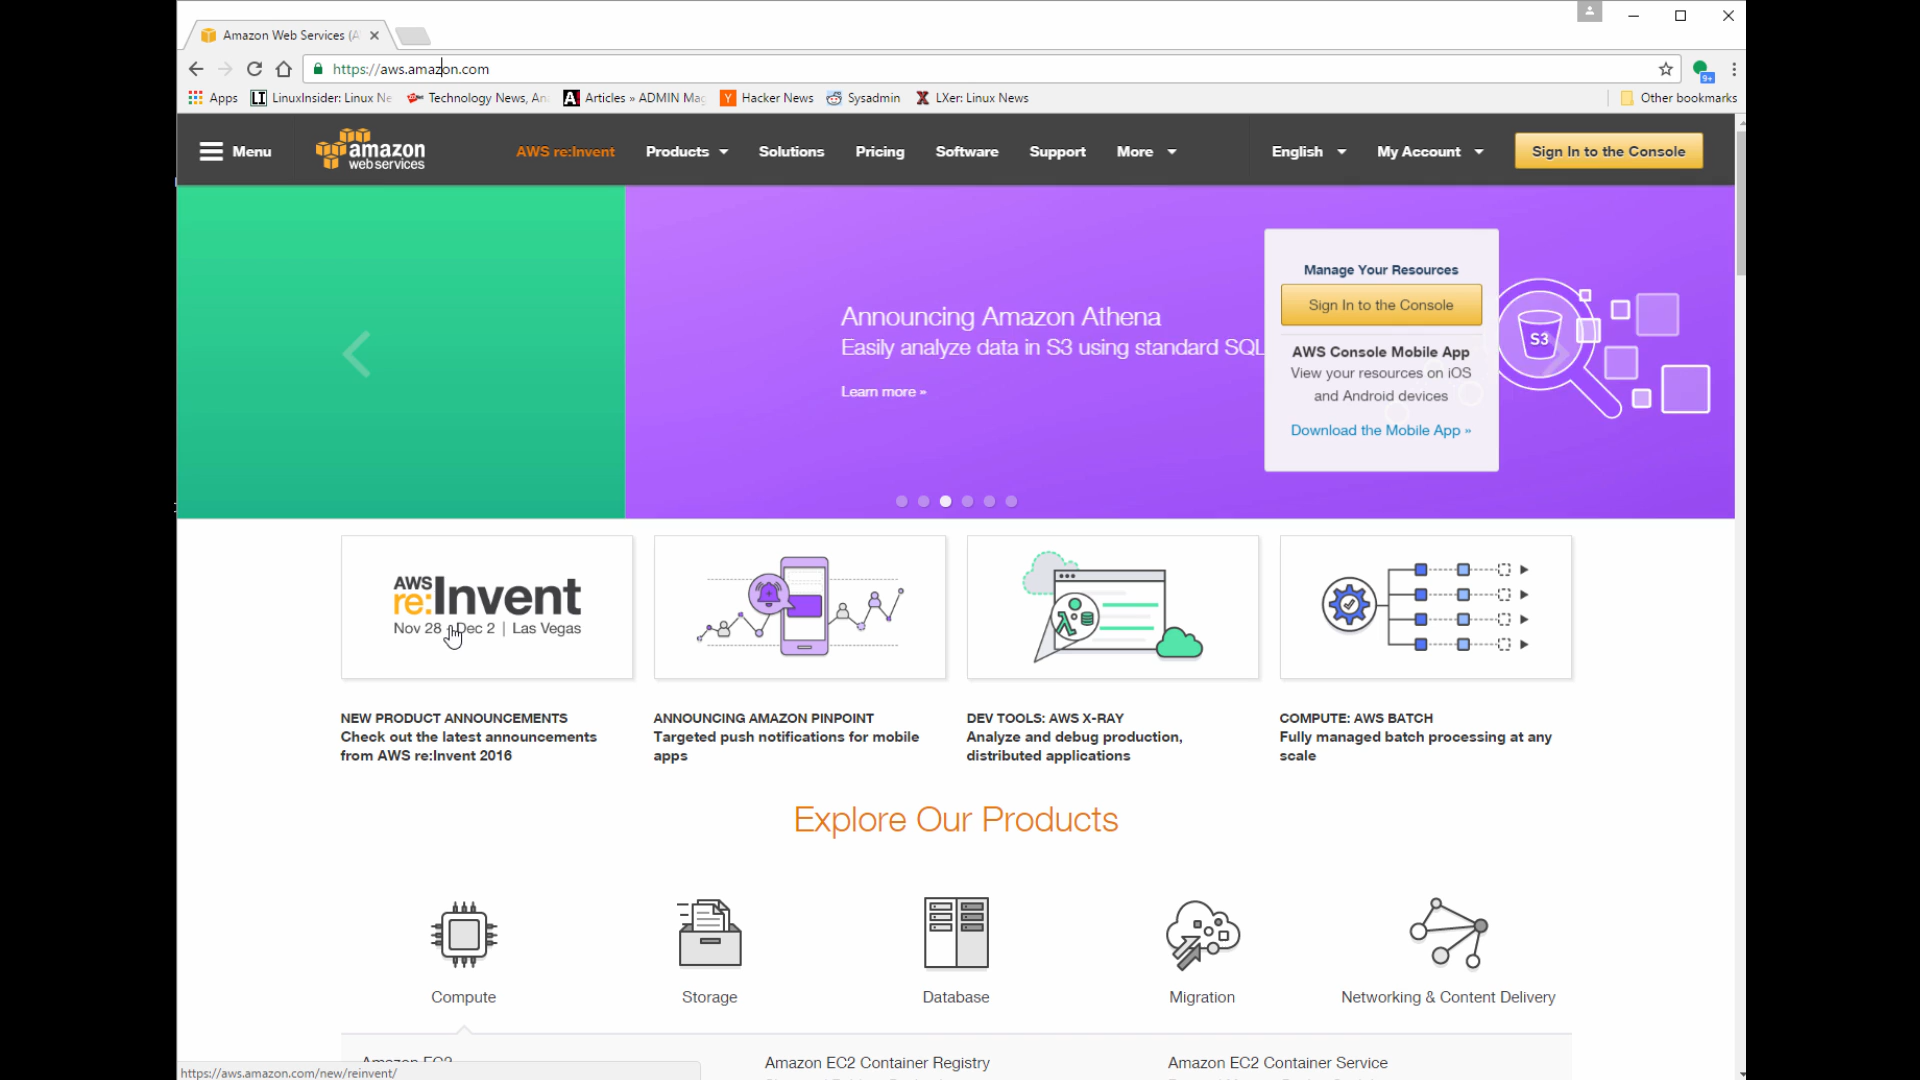 Amazon Web Services (A
https://aws.amazon.com
9+
Apps
LI LinuxInsider: Linux Ne
Technology News, An
A Articles » ADMIN Mag
Y Hacker News
Sysadmin
X LXer: Linux News
Other bookmarks
Menu
amazon
webservices
AWS re:Invent
Products
Solutions
Pricing
Software
Support
More
English
My Account
Sign In to the Console
Announcing Amazon Athena
Easily analyze data in S3 using standard SQL
Learn more »
Manage Your Resources
Sign In to the Console
AWS Console Mobile App
View your resources on iOS
and Android devices
Download the Mobile App »
S3
AWS
re:Invent
Nov 28 - Dec 2 | Las Vegas
NEW PRODUCT ANNOUNCEMENTS
Check out the latest announcements
from AWS re:Invent 2016
ANNOUNCING AMAZON PINPOINT
Targeted push notifications for mobile
apps
DEV TOOLS: AWS X-RAY
Analyze and debug production,
distributed applications
COMPUTE: AWS BATCH
Fully managed batch processing at any
scale
Explore Our Products
Compute
Storage
Database
Migration
Networking & Content Delivery
Amazon EC2
Amazon EC2 Container Registry
Amazon EC2 Container Service
https://aws.amazon.com/new/reinvent/